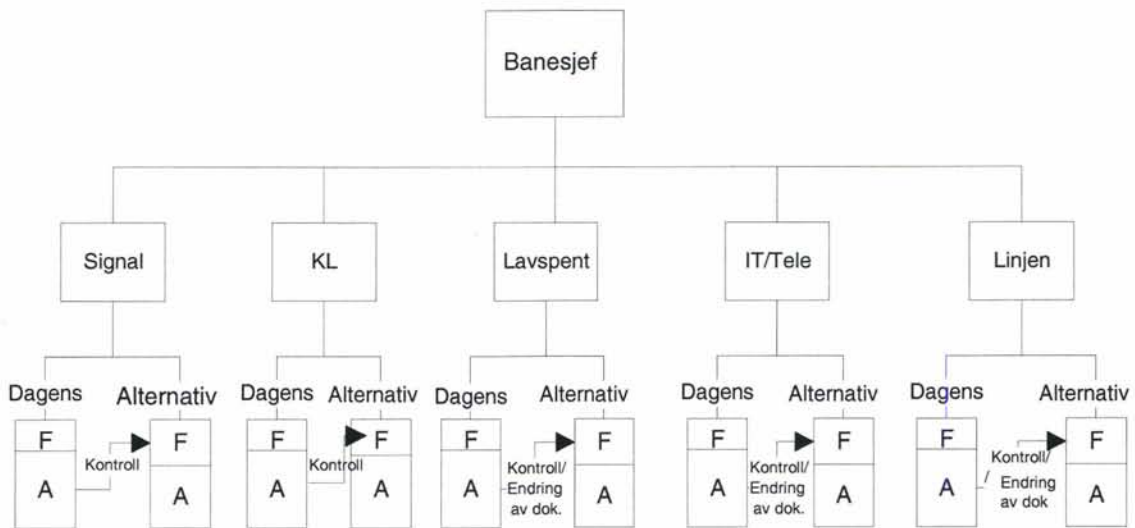 Banesjef
Signal
KL
Lavspent
IT/Tele
Linjen
Dagens Alternativ
Dagens Alternativ
Dagens Alternativ
Dagens Alternativ
Dagens Alternativ
F
A
Kontroll
F
A
F
A
Kontroll
F
A
F
A
Kontroll/
Endring
av dok.
F
A
F
A
Kontroll/
Endring
av dok.
F
A
F
A
Kontroll/
/ Endring
av dok.
F
A